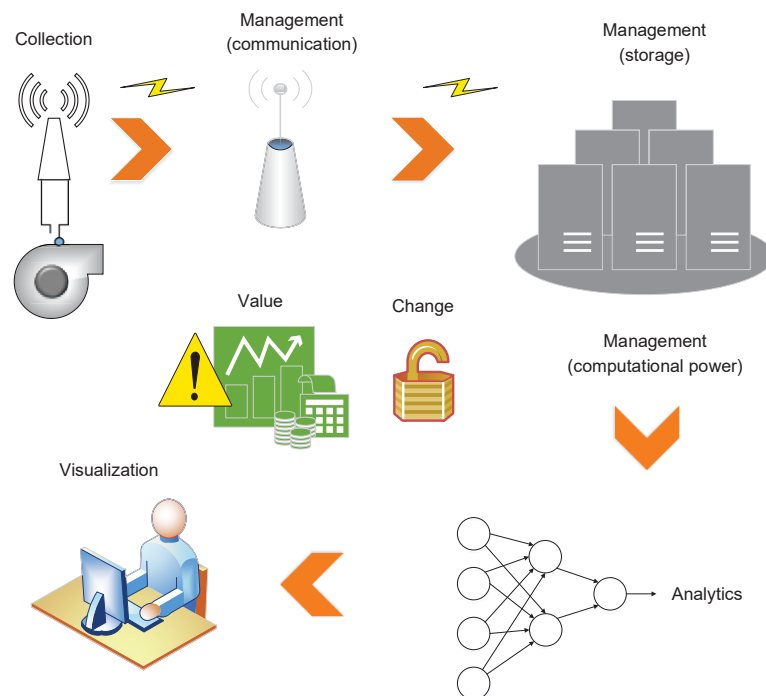 Collection
Management
(communication)
Management
(storage)
Value
Change
Management
(computational power)
Visualization
Analytics